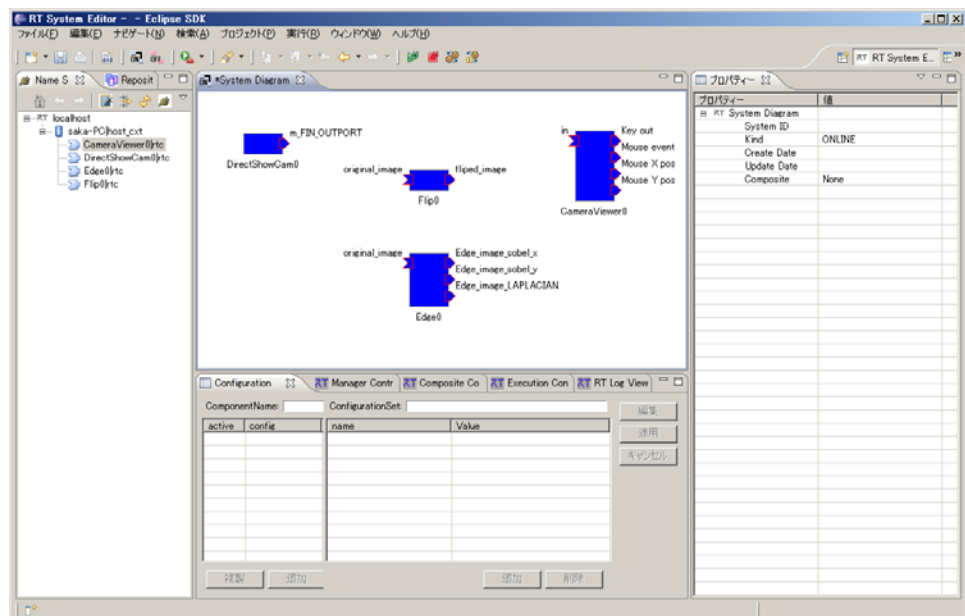 RT System Editor - - Eclipse SDK
ファイル(F) 編集(E) ナビゲート(N) 検索(A) プロジェクト(P) 実行(R) ウィンドウ(W) ヘルプ(H)
RT System E...
Name S
Reposit
localhost
saka-PC|host_cxt
CameraViewer0|rtc
DirectShowCam0|rtc
Edge0|rtc
Flip0|rtc
*System Diagram
m_FIN_OUTPORT
DirectShowCam0
original_image
fliped_image
Flip0
in
Key out
Mouse event
Mouse X pos
Mouse Y pos
CameraViewer0
original_image
Edge_image_sobel_x
Edge_image_sobel_y
Edge_image_LAPLACIAN
Edge0
Configuration
Manager Contr
Composite Co
Execution Con
RT Log View
ComponentName:
ConfigurationSet:
active config
name Value
編集
適用
キャンセル
複製
追加
追加
削除
プロパティー
プロパティー 値
System Diagram
System ID
Kind ONLINE
Create Date
Update Date
Composite None